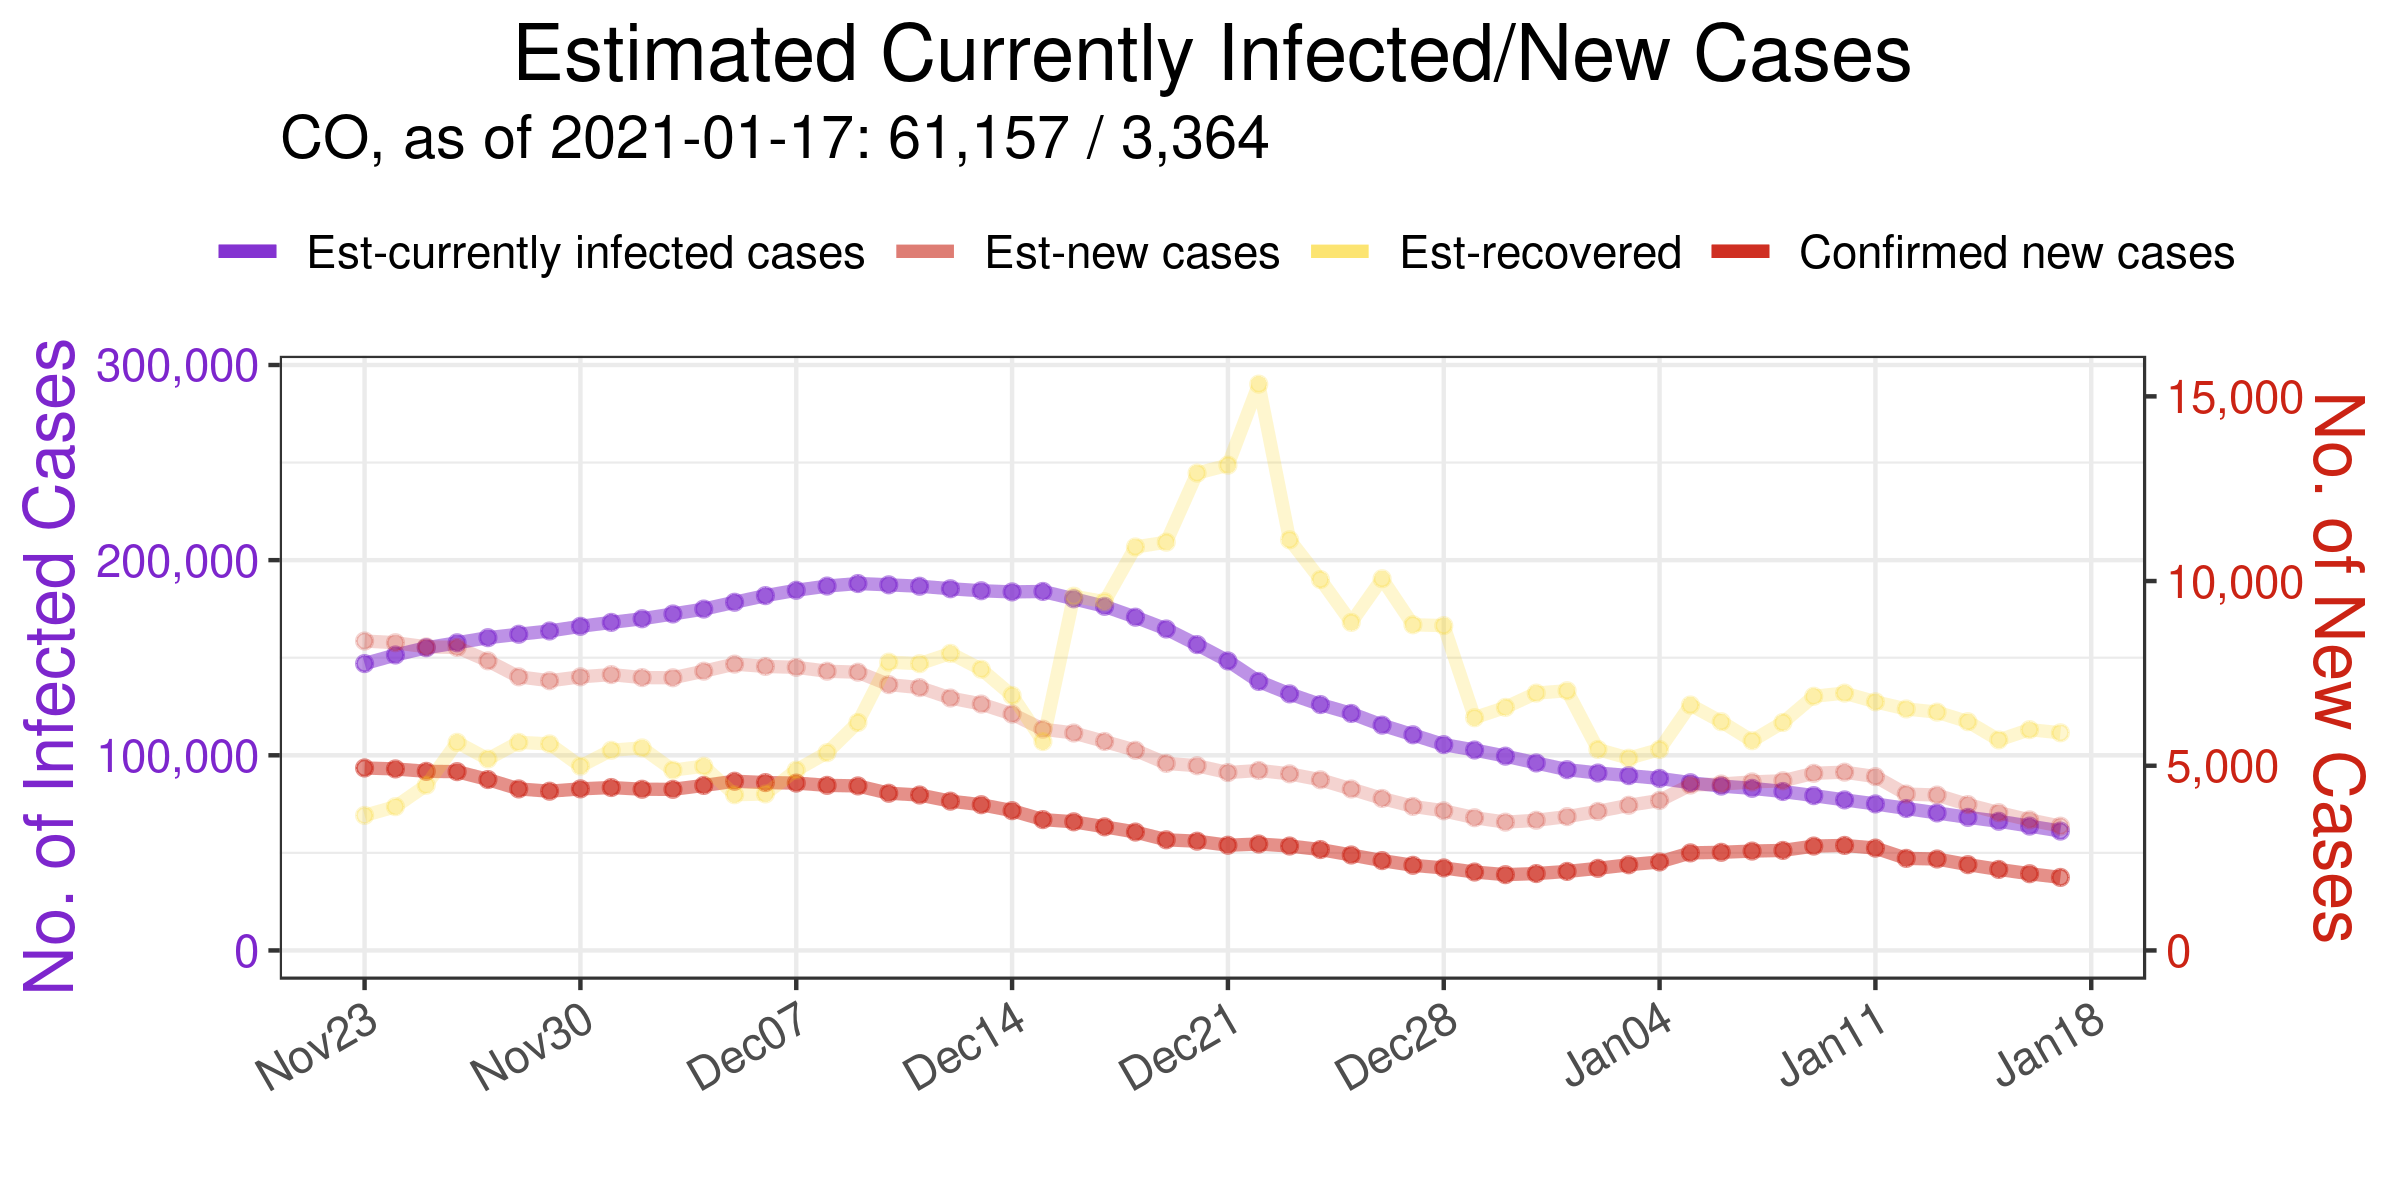 Estimated Currently Infected/New Cases
CO, as of 2021-01-17: 61,157 / 3,364
Est-currently infected cases Est-new cases Est-recovered Confirmed new cases
No. of Infected Cases
300,000
200,000
100,000
0
15,000
10,000
5,000
0
No. of New Cases
Nov23 Nov30 Dec07 Dec14 Dec21 Dec28 Jan04 Jan11 Jan18